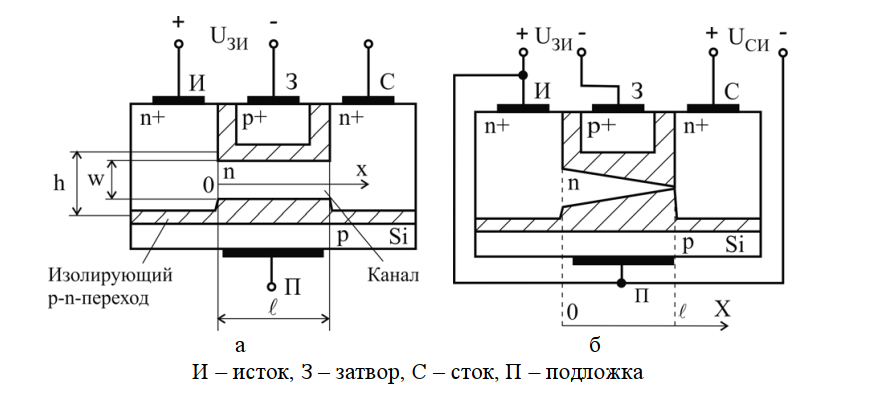 + - + - + -
U_ЗИ U_ЗИ U_СИ
И З С И З С
n+ p+ n+ n+ p+ n+
n x n
h w 0
p Si p Si
Изолирующий
p-n-переход
П Канал П
ℓ 0 ℓ X
а б
И – исток, З – затвор, С – сток, П – подложка